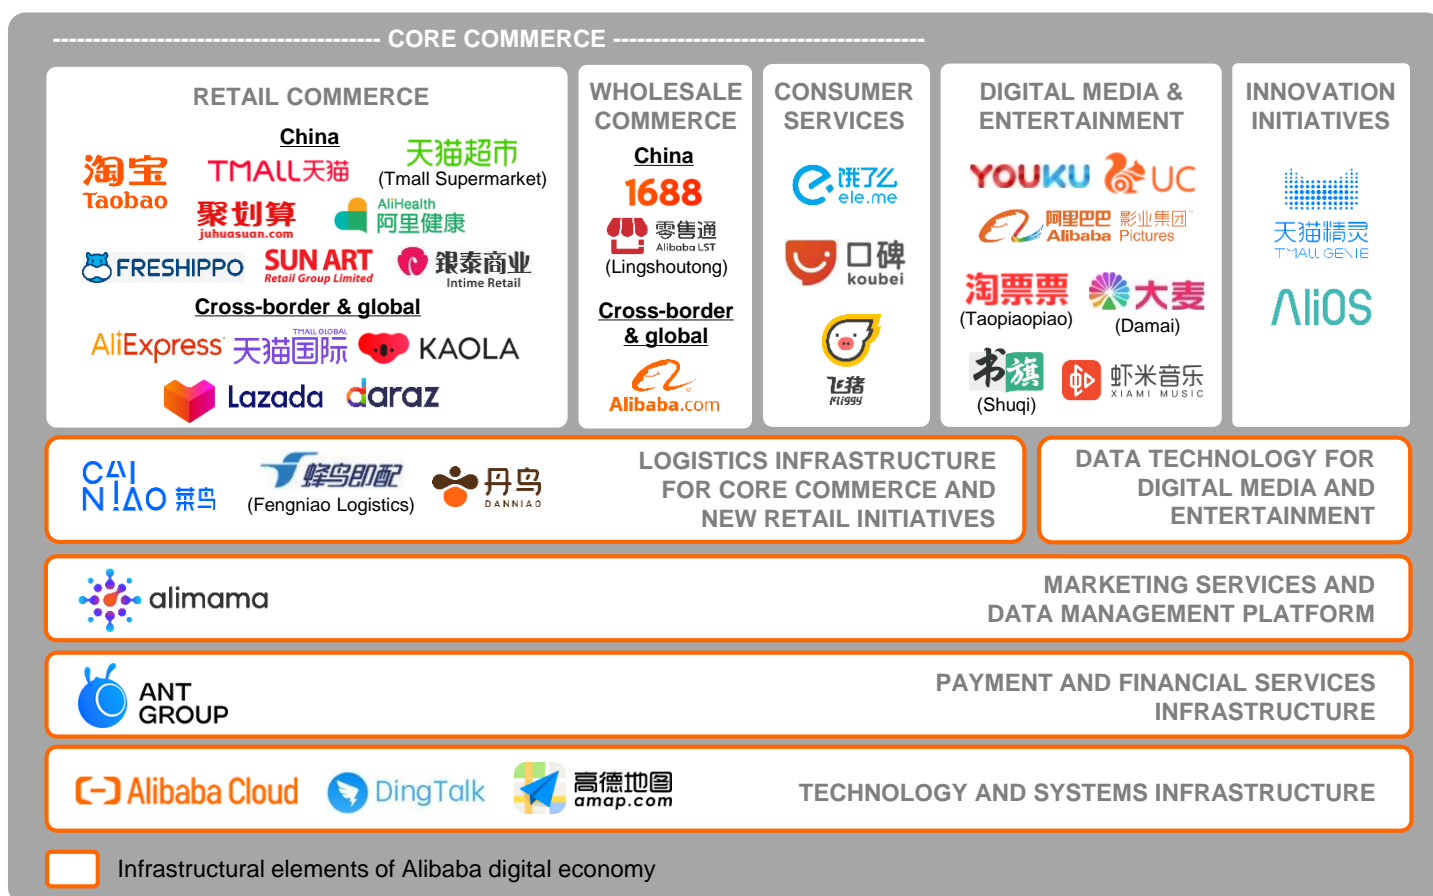 CORE COMMERCE
RETAIL COMMERCE
China
淘宝
Taobao
TMALL天猫
天猫超市
(Tmall Supermarket)
聚划算
juhuasuan.com
AliHealth
阿里健康
FRESHIPPO
SUN ART
Retail Group Limited
銀泰商业
Intime Retail
Cross-border & global
AliExpress
TMALL GLOBAL
天猫国际
KAOLA
Lazada
daraz
WHOLESALE
COMMERCE
China
1688
零售通
Alibaba LST
(Lingshoutong)
Cross-border
& global
Alibaba.com
CONSUMER
SERVICES
饿了么
ele.me
口碑
koubei
飞猪
Fliggy
DIGITAL MEDIA &
ENTERTAINMENT
YOUKU
UC
阿里巴巴 影业集团
Alibaba Pictures
淘票票
(Taopiaopiao)
大麦
(Damai)
书旗
(Shuqi)
虾米音乐
XIAMI MUSIC
INNOVATION
INITIATIVES
天猫精灵
TMALL GENIE
AliOS
CAI
NIAO 菜鸟
蜂鸟即配
(Fengniao Logistics)
丹鸟
DANNIAO
LOGISTICS INFRASTRUCTURE
FOR CORE COMMERCE AND
NEW RETAIL INITIATIVES
DATA TECHNOLOGY FOR
DIGITAL MEDIA AND
ENTERTAINMENT
alimama
MARKETING SERVICES AND
DATA MANAGEMENT PLATFORM
ANT
GROUP
PAYMENT AND FINANCIAL SERVICES
INFRASTRUCTURE
Alibaba Cloud
DingTalk
高德地图
amap.com
TECHNOLOGY AND SYSTEMS INFRASTRUCTURE
Infrastructural elements of Alibaba digital economy